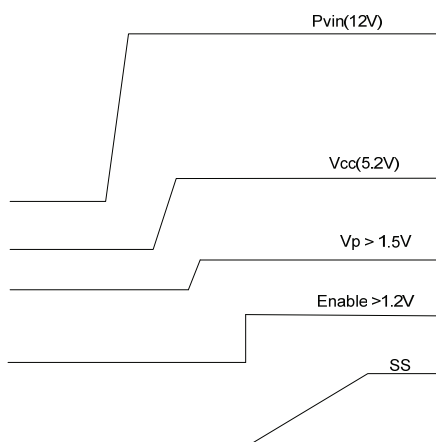 Pvin(12V)
Vcc(5.2V)
Vp > 1.5V
Enable >1.2V
SS